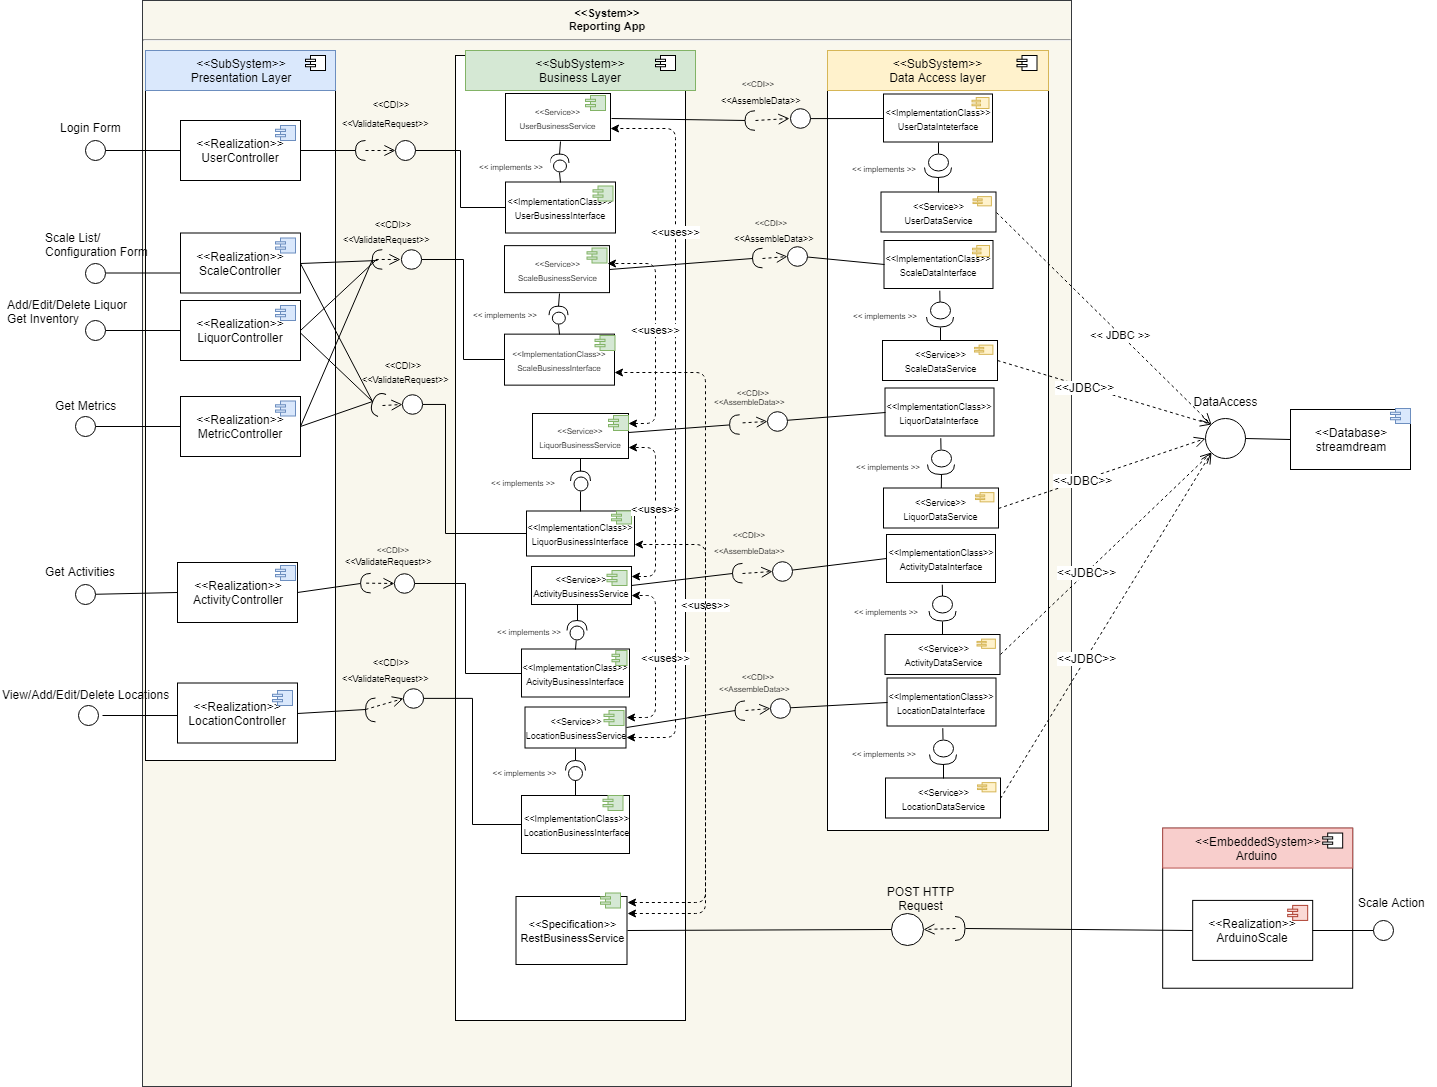 <<System>>
Reporting App
<<SubSystem>>
Presentation Layer
<<SubSystem>>
Business Layer
<<SubSystem>>
Data Access layer
Login Form
<<Realization>>
UserController
<<CDI>>
<<ValidateRequest>>
<<Service>>
UserBusinessService
<< implements >>
<<ImplementationClass>>
UserBusinessInterface
<<CDI>>
<<AssembleData>>
<<ImplementationClass>>
UserDataInteterface
<< implements >>
<<Service>>
UserDataService
Scale List/
Configuration Form
<<Realization>>
ScaleController
<<CDI>>
<<ValidateRequest>>
<<Service>>
ScaleBusinessService
<< implements >>
<<ImplementationClass>>
ScaleBusinessInterface
<<uses>>
<<CDI>>
<<AssembleData>>
<<ImplementationClass>>
ScaleDataInterface
<< implements >>
<<Service>>
ScaleDataService
Add/Edit/Delete Liquor
Get Inventory
<<Realization>>
LiquorController
<<uses>>
<< JDBC >>
<<CDI>>
<<ValidateRequest>>
Get Metrics
<<Realization>>
MetricController
<<Service>>
LiquorBusinessService
<< implements >>
<<ImplementationClass>>
LiquorBusinessInterface
<<CDI>>
<<AssembleData>>
<<ImplementationClass>>
LiquorDataInterface
<< implements >>
<<Service>>
LiquorDataService
<<JDBC>>
DataAccess
<<Database>
streamdream
<<JDBC>>
<<uses>>
Get Activities
<<Realization>>
ActivityController
<<CDI>>
<<ValidateRequest>>
<<Service>>
ActivityBusinessService
<< implements >>
<<ImplementationClass>>
AcivityBusinessInterface
<<CDI>>
<<AssembleData>>
<<ImplementationClass>>
ActivityDataInterface
<< implements >>
<<Service>>
ActivityDataService
<<JDBC>>
<<uses>>
<<uses>>
View/Add/Edit/Delete Locations
<<Realization>>
LocationController
<<CDI>>
<<ValidateRequest>>
<<Service>>
LocationBusinessService
<< implements >>
<<ImplementationClass>>
LocationBusinessInterface
<<CDI>>
<<AssembleData>>
<<ImplementationClass>>
LocationDataInterface
<< implements >>
<<Service>>
LocationDataService
<<JDBC>>
<<Specification>>
RestBusinessService
POST HTTP
Request
<<EmbeddedSystem>>
Arduino
<<Realization>>
ArduinoScale
Scale Action